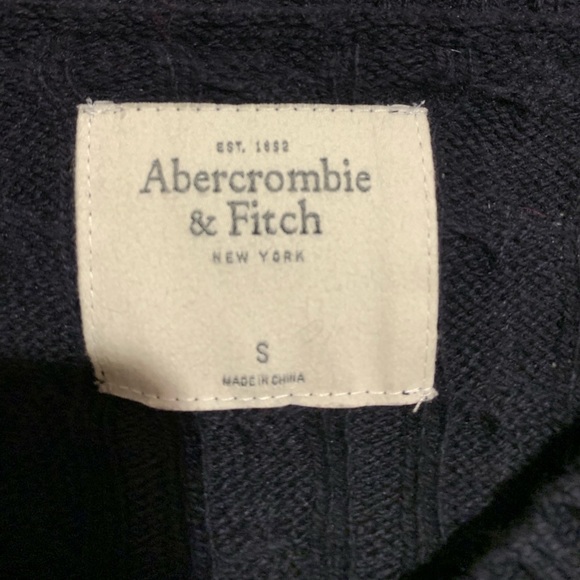 EST. 1892
Abercrombie
& Fitch
NEW YORK
S
MADE IN CHINA